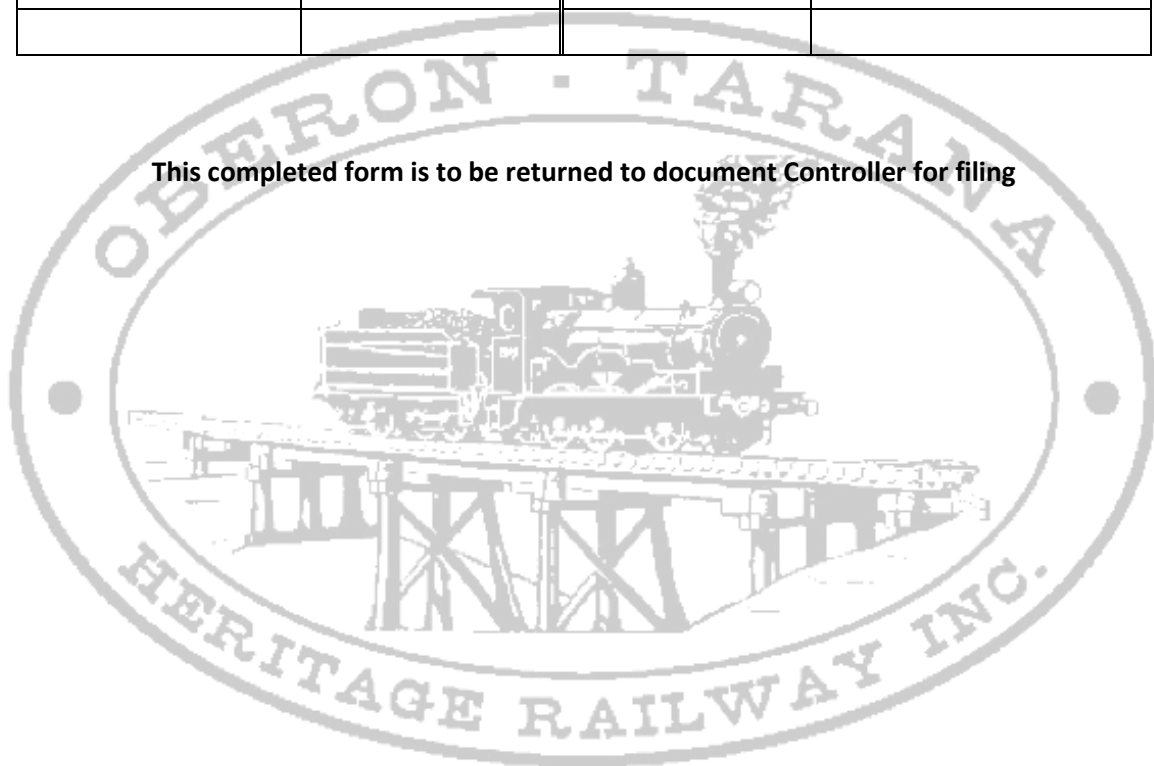 This completed form is to be returned to document Controller for filing
OBERON - TARANA
HERITAGE RAILWAY INC.